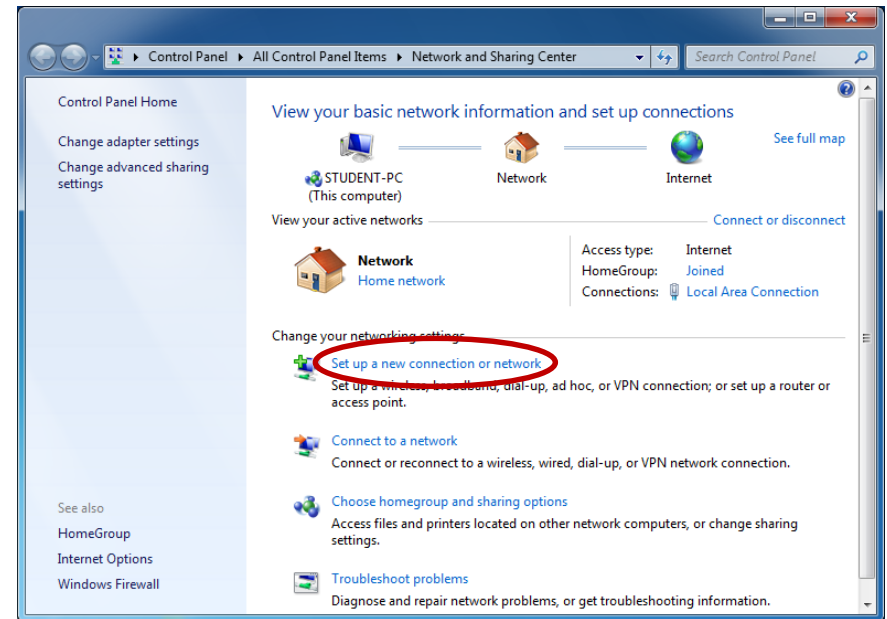 Control Panel ▸ All Control Panel Items ▸ Network and Sharing Center
Search Control Panel
Control Panel Home
Change adapter settings
Change advanced sharing
settings
See also
HomeGroup
Internet Options
Windows Firewall
View your basic network information and set up connections
See full map
STUDENT-PC
(This computer)
Network
Internet
View your active networks
Connect or disconnect
Network
Home network
Access type: Internet
HomeGroup: Joined
Connections: Local Area Connection
Change your networking settings
Set up a new connection or network
Set up a wireless, broadband, dial-up, ad hoc, or VPN connection; or set up a router or
access point.
Connect to a network
Connect or reconnect to a wireless, wired, dial-up, or VPN network connection.
Choose homegroup and sharing options
Access files and printers located on other network computers, or change sharing
settings.
Troubleshoot problems
Diagnose and repair network problems, or get troubleshooting information.